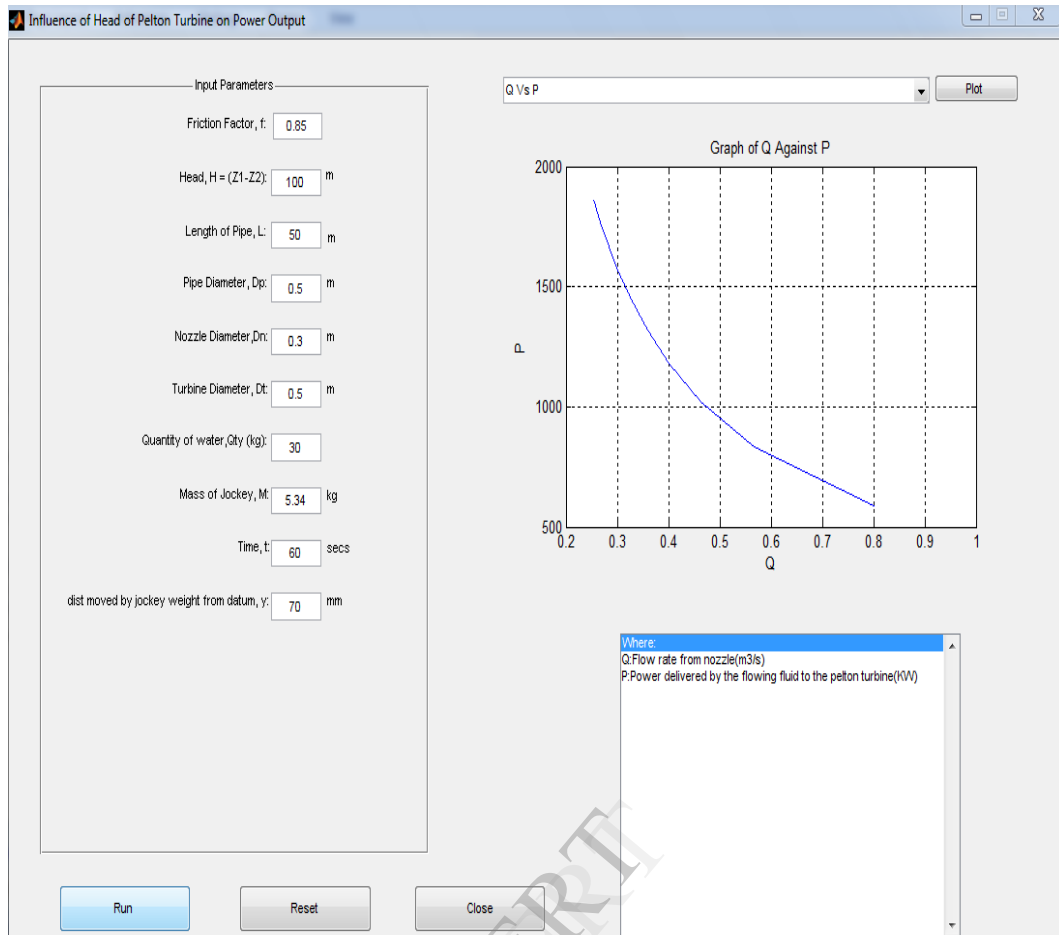 Influence of Head of Pelton Turbine on Power Output
Input Parameters
Friction Factor, f: 0.85
Head, H = (Z1-Z2): 100 m
Length of Pipe, L: 50 m
Pipe Diameter, Dp: 0.5 m
Nozzle Diameter,Dn: 0.3 m
Turbine Diameter, Dt: 0.5 m
Quantity of water,Qty (kg): 30
Mass of Jockey, M: 5.34 kg
Time, t: 60 secs
dist moved by jockey weight from datum, y: 70 mm
Run Reset Close
Q Vs P Plot
Graph of Q Against P
2000
1500
1000
500
P
0.2 0.3 0.4 0.5 0.6 0.7 0.8 0.9 1
Q
Where:
Q:Flow rate from nozzle(m3/s)
P:Power delivered by the flowing fluid to the pelton turbine(KW)